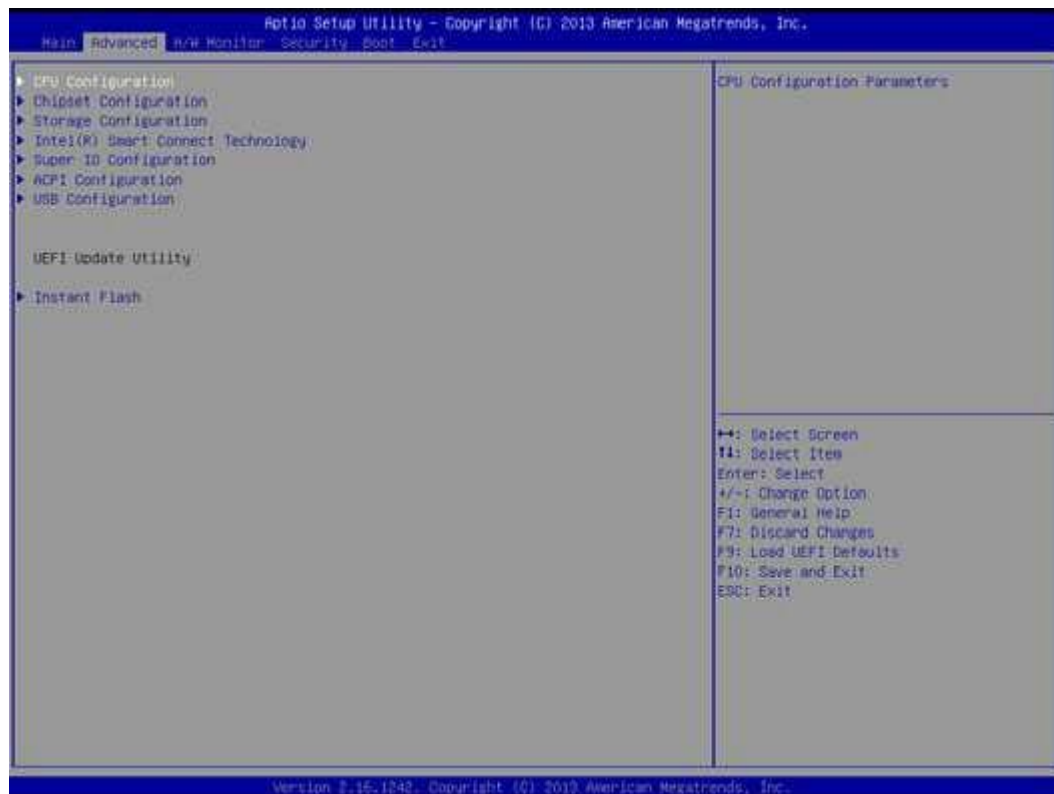 Aptio Setup Utility - Copyright (C) 2013 American Megatrends, Inc.
Main Advanced H/W Monitor Security Boot Exit
CPU Configuration
Chipset Configuration
Storage Configuration
Intel(R) Smart Connect Technology
Super IO Configuration
ACPI Configuration
USB Configuration
UEFI Update Utility
Instant Flash
CPU Configuration Parameters
↔: Select Screen
↑↓: Select Item
Enter: Select
+/-: Change Option
F1: General Help
F7: Discard Changes
F9: Load UEFI Defaults
F10: Save and Exit
ESC: Exit
Version 2.16.1242. Copyright (C) 2013 American Megatrends, Inc.